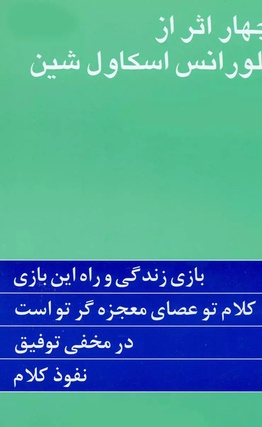 چهار اثر از
فلورانس اسکاول شین
بازی زندگی و راه این بازی
کلام تو عصای معجزه گر تو است
در مخفی توفیق
نفوذ کلام